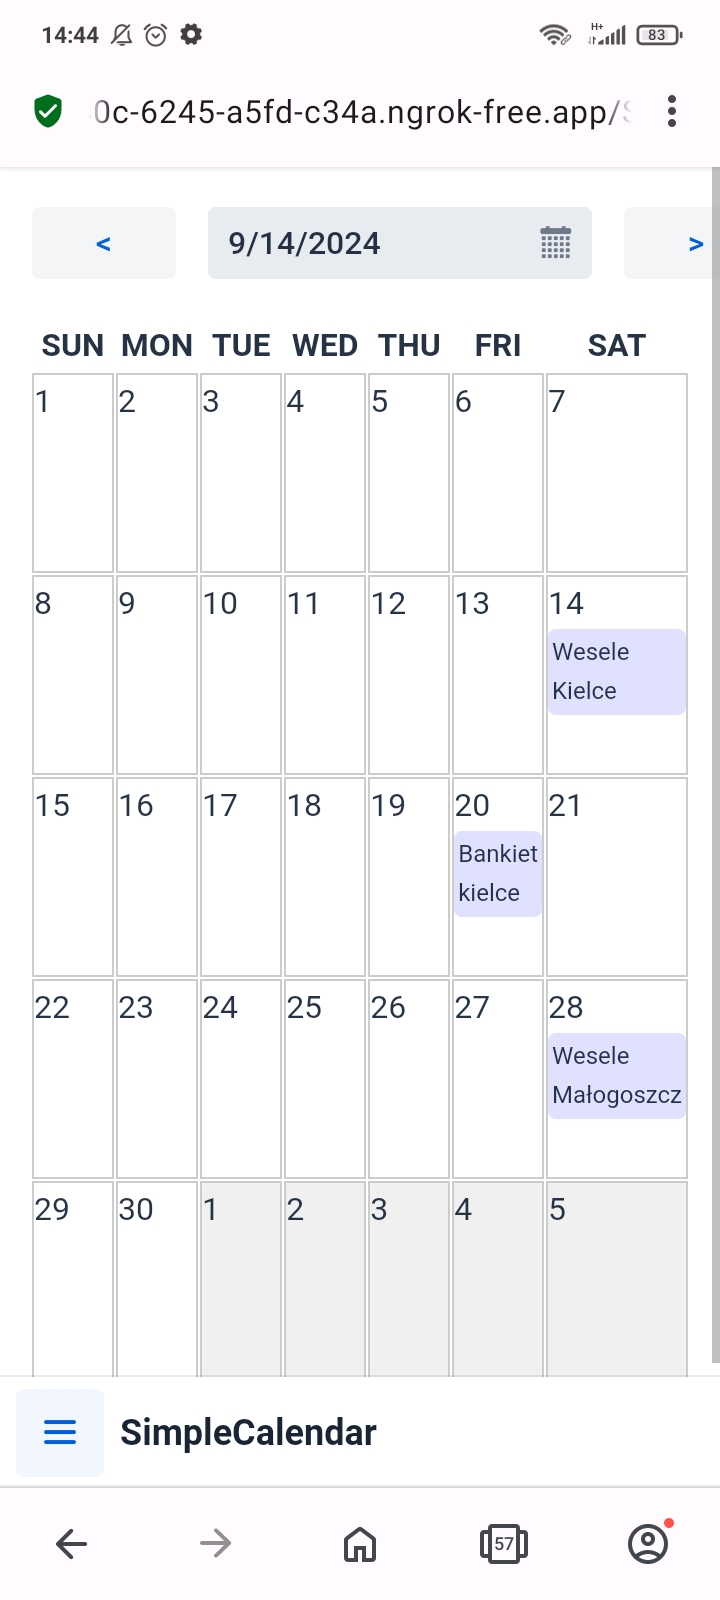 14:44 H+ 83
0c-6245-a5fd-c34a.ngrok-free.app/
< 9/14/2024 >
SUN MON TUE WED THU FRI SAT
1 2 3 4 5 6 7
8 9 10 11 12 13 14
Wesele
Kielce
15 16 17 18 19 20 21
Bankiet
kielce
22 23 24 25 26 27 28
Wesele
Małogoszcz
29 30 1 2 3 4 5
SimpleCalendar
57